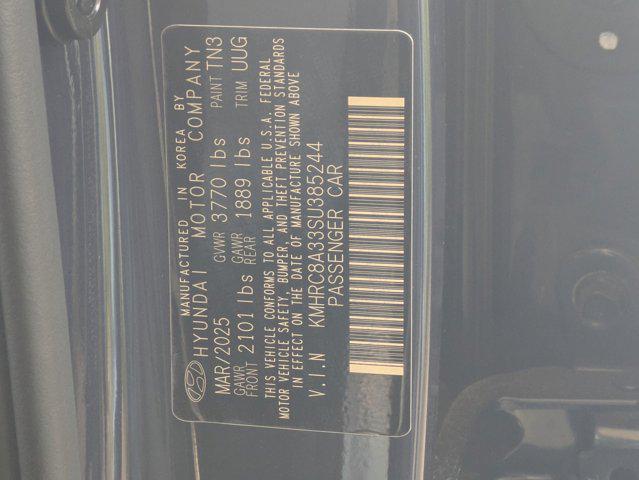 MANUFACTURED IN KOREA BY
HYUNDAI MOTOR COMPANY
MAR/2025 GVWR 3770 lbs PAINT TN3
GAWR FRONT 2101 lbs GAWR REAR 1889 lbs TRIM UUG
THIS VEHICLE CONFORMS TO ALL APPLICABLE U.S.A. FEDERAL
MOTOR VEHICLE SAFETY, BUMPER, AND THEFT PREVENTION STANDARDS
IN EFFECT ON THE DATE OF MANUFACTURE SHOWN ABOVE
V.I.N KMHRC8A33SU385244
PASSENGER CAR